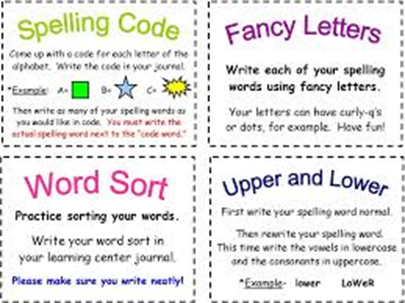 Spelling Code
Come up with a code for each letter of the
alphabet. Write the code in your journal.
*Example: A= B= C=
Then write as many of your spelling words as
you would like in code. You must write the
actual spelling word next to the "code word."
Fancy Letters
Write each of your spelling
words using fancy letters.
Your letters can have curly-q's
or dots, for example. Have fun!
Word Sort
Practice sorting your words.
Write your word sort in
your learning center journal.
Please make sure you write neatly!
Upper and Lower
First write your spelling word normal.
Then rewrite your spelling word.
This time write the vowels in lowercase
and the consonants in uppercase.
*Example- lower LoWeR